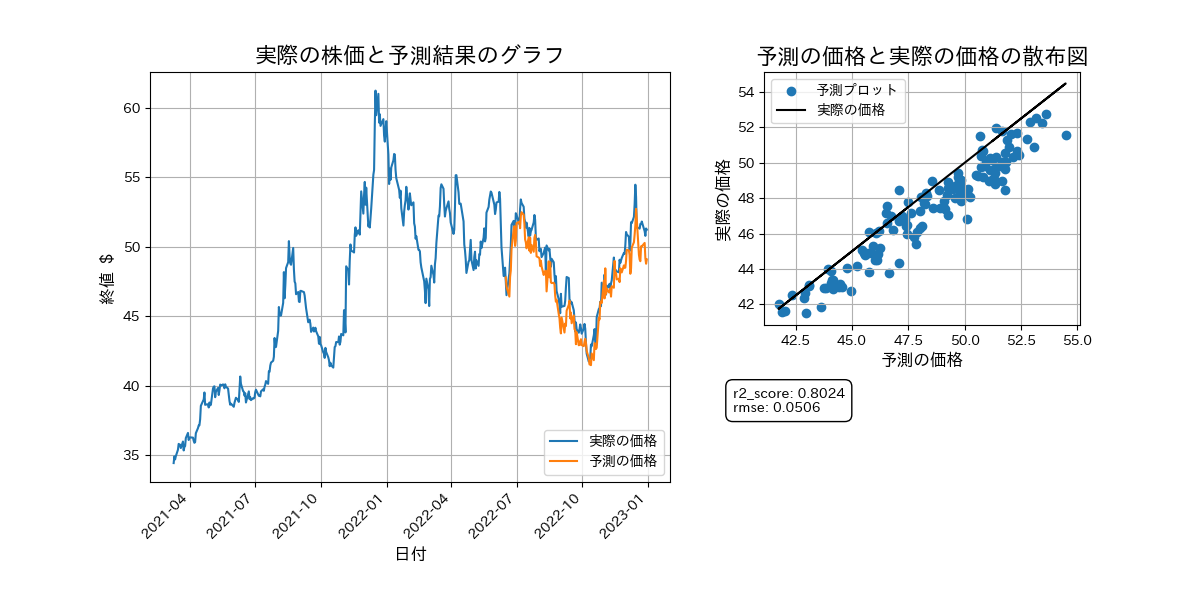 実際の株価と予測結果のグラフ
終値 $
60
55
50
45
40
35
2021-04
2021-07
2021-10
2022-01
2022-04
2022-07
2022-10
2023-01
日付
実際の価格
予測の価格
予測の価格と実際の価格の散布図
実際の価格
54
52
50
48
46
44
42
42.5
45.0
47.5
50.0
52.5
55.0
予測の価格
予測プロット
実際の価格
r2_score: 0.8024
rmse: 0.0506